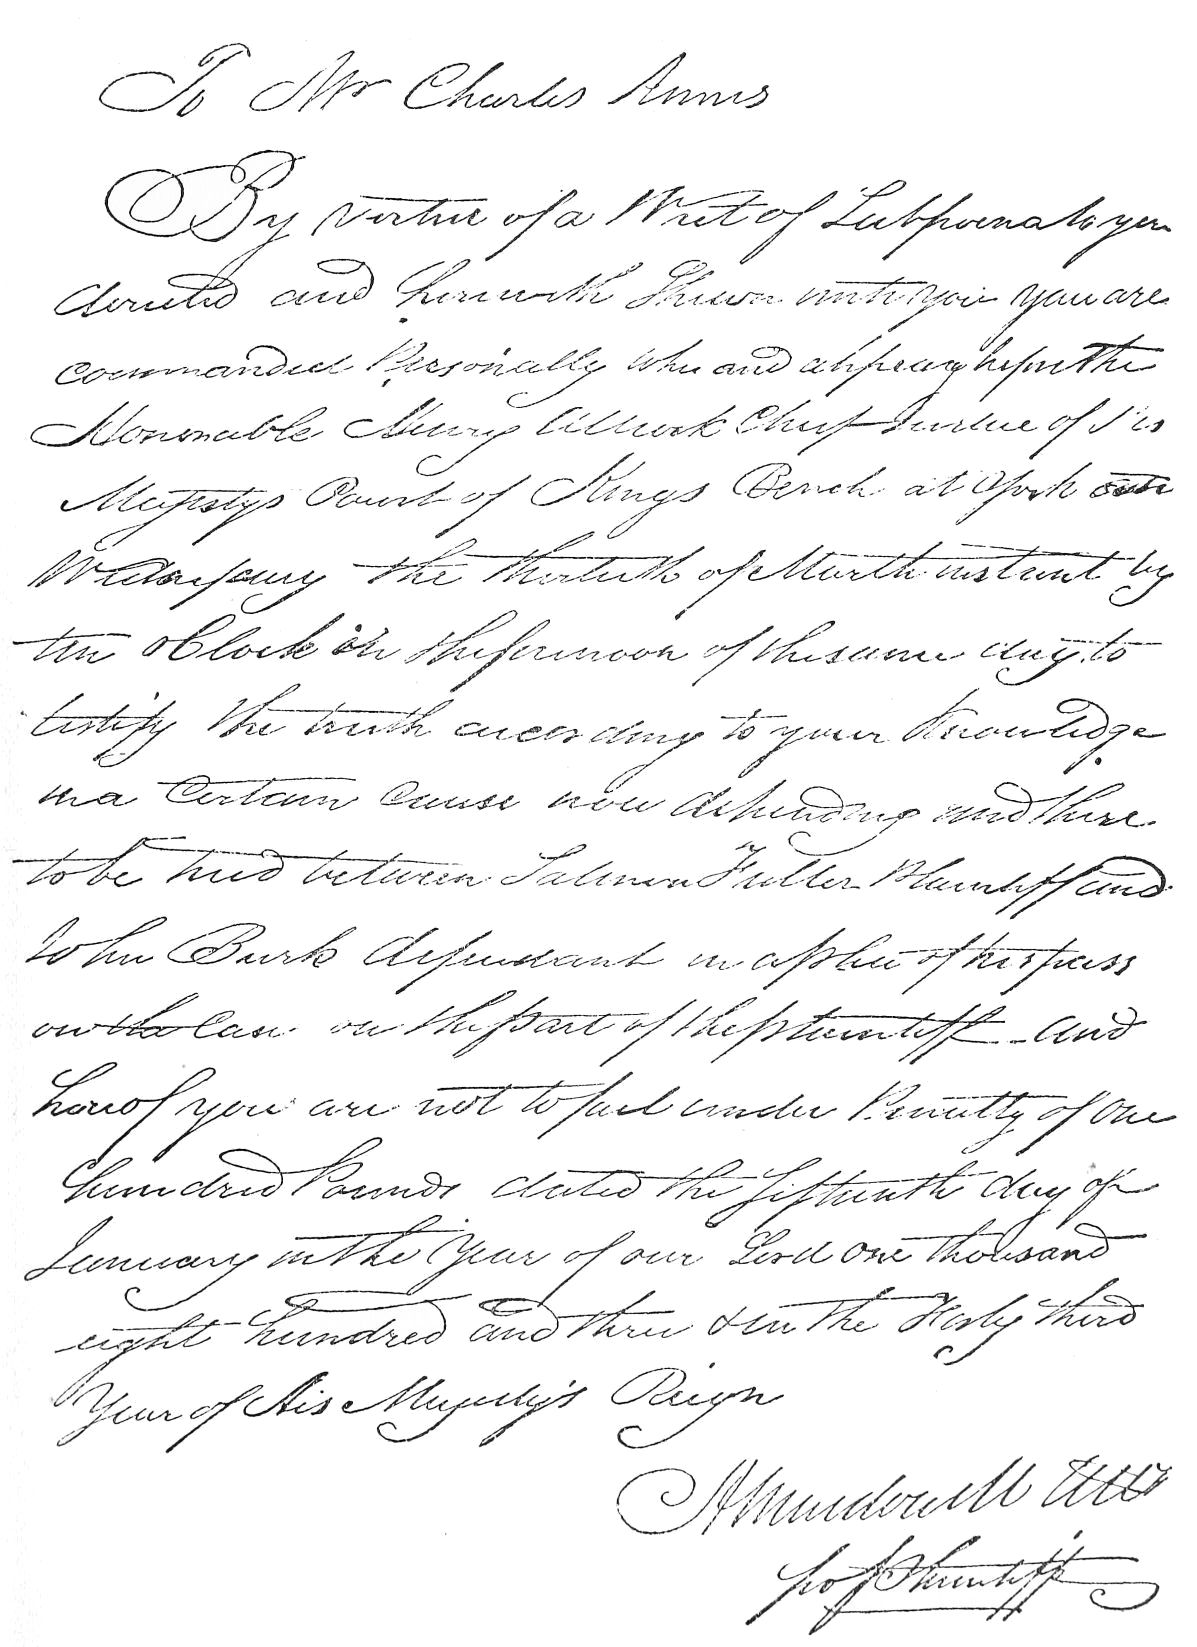 To Mr Charles Annis
By Virtue of a Writ of Subpoena to you
directed and herewith Shewn unto you you are
commanded Personally to be and appear before the
Honorable Henry Allcock Chief Justice of His
Majestys Court of Kings Bench at York on
Wednesday the thirtieth of March instant by
ten oClock in the forenoon of the same day to
testify the truth according to your Knowledge
in a Certain Cause now depending and there
to be tried between Salmon Fuller Plaintiff and
John Burk defendant in a plea of trespass
on the Case on the part of the plaintiff and
hereof you are not to fail under Penalty of One
hundred Pounds dated the fifteenth day of
January in the Year of our Lord one thousand
eight hundred and three & in the Forty third
Year of His Majesty's Reign
Atto
for Plaintiff